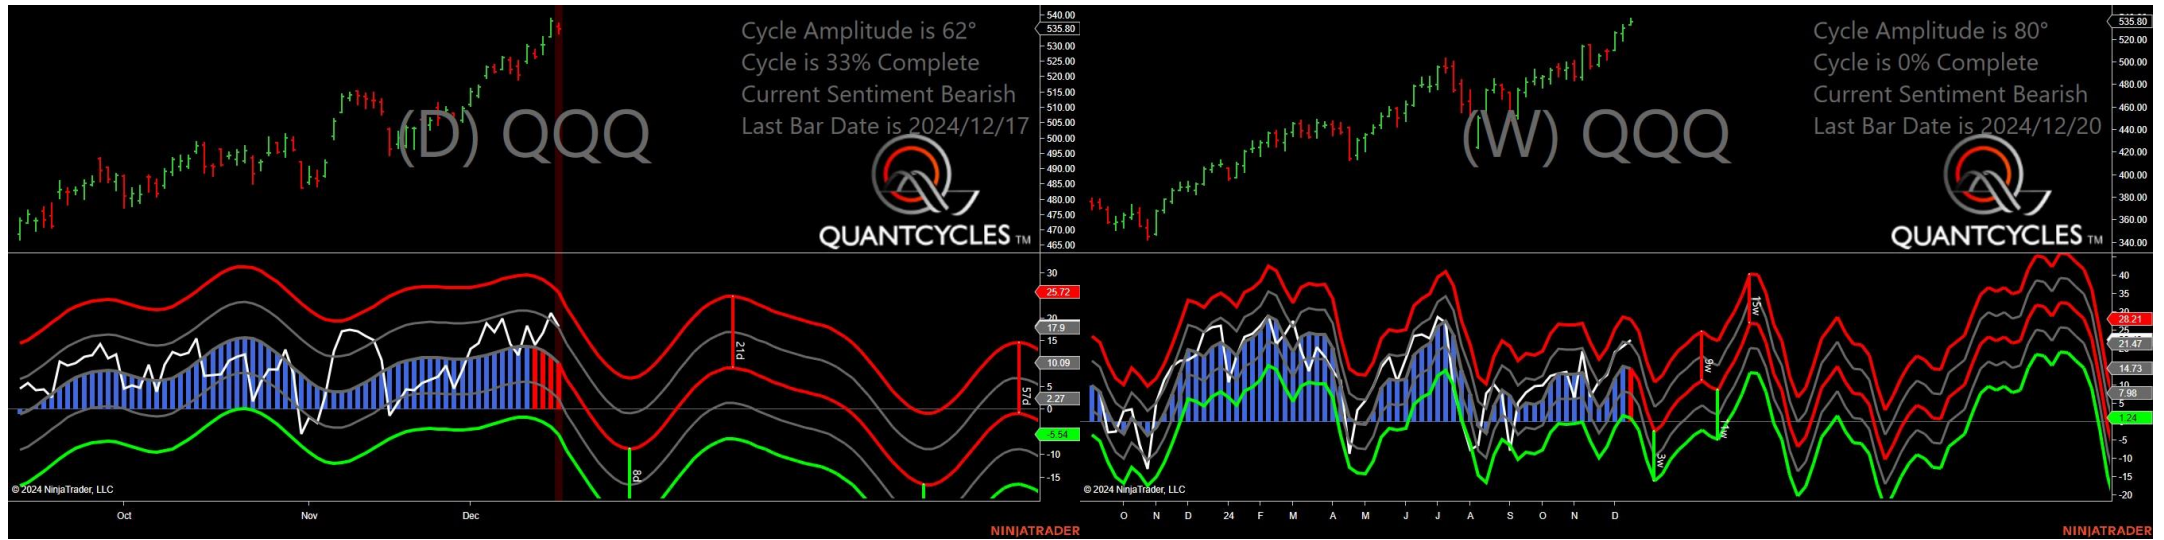 Cycle Amplitude is 62°
Cycle is 33% Complete
Current Sentiment Bearish
Last Bar Date is 2024/12/17
(D) QQQ
QUANTCYCLES TM
540.00
535.80
530.00
525.00
520.00
515.00
510.00
505.00
500.00
495.00
490.00
485.00
480.00
475.00
470.00
465.00
30
25.72
20
17.9
15
10.09
5
2.27
0
-5.54
-10
-15
8d
21d
57d
© 2024 NinjaTrader, LLC
Oct Nov Dec
NINJATRADER
Cycle Amplitude is 80°
Cycle is 0% Complete
Current Sentiment Bearish
Last Bar Date is 2024/12/20
(W) QQQ
QUANTCYCLES TM
535.80
520.00
500.00
480.00
460.00
440.00
420.00
400.00
380.00
360.00
340.00
40
35
30
28.21
25
21.47
14.73
10
7.98
5
1.24
-5
-10
-15
-20
3w
9w
15w
© 2024 NinjaTrader, LLC
O N D 24 F M A M J J A S O N D
NINJATRADER